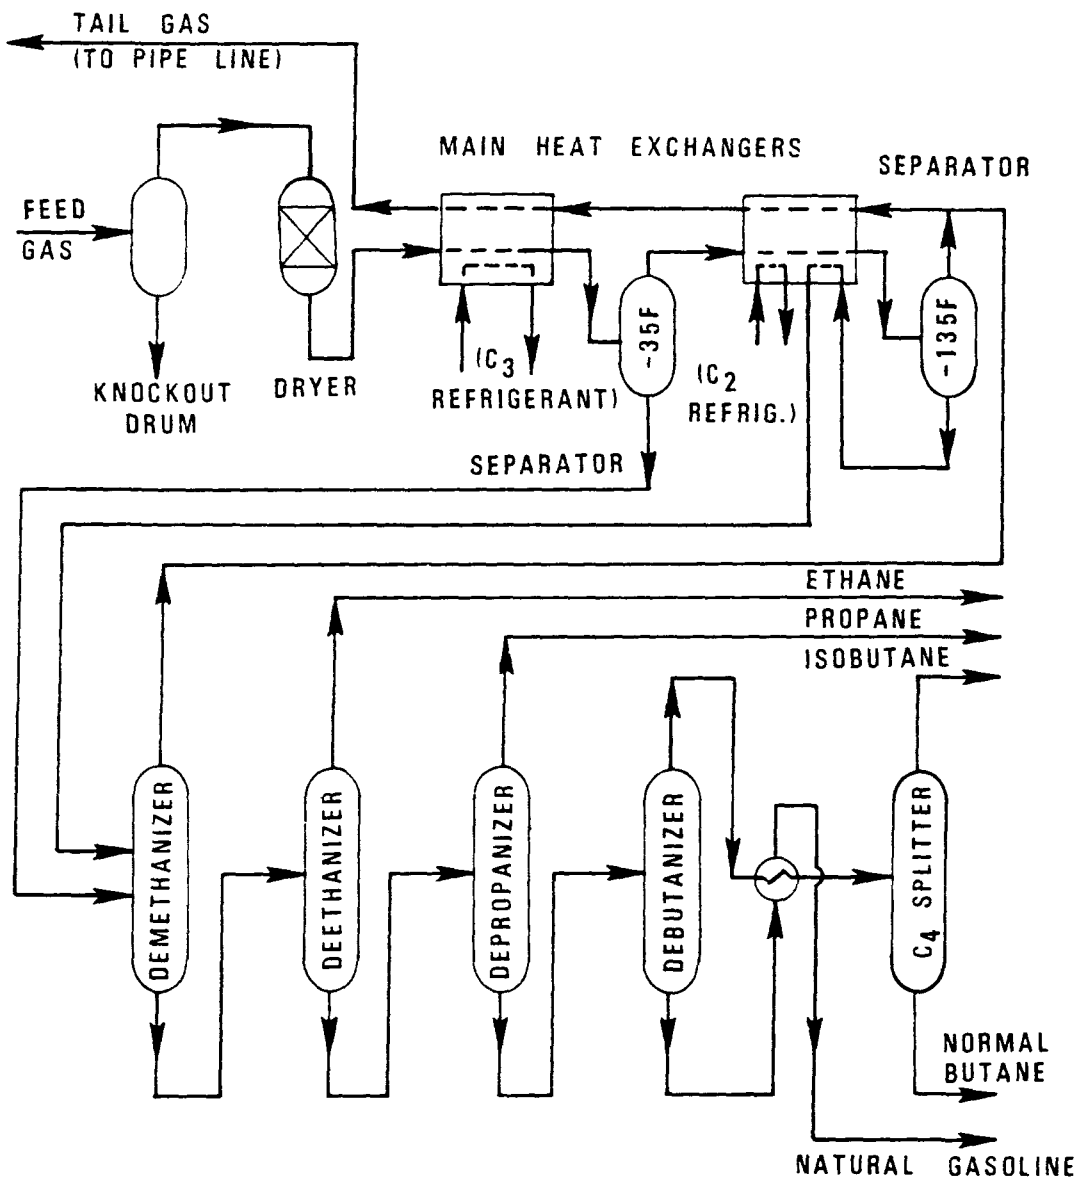 TAIL GAS
(TO PIPE LINE)
MAIN HEAT EXCHANGERS
SEPARATOR
FEED
GAS
-35F
-135F
(C3
REFRIGERANT)
(C2
REFRIG.)
KNOCKOUT
DRUM
DRYER
SEPARATOR
ETHANE
PROPANE
ISOBUTANE
DEMETHANIZER
DEETHANIZER
DEPROPANIZER
DEBUTANIZER
C4 SPLITTER
NORMAL
BUTANE
NATURAL GASOLINE